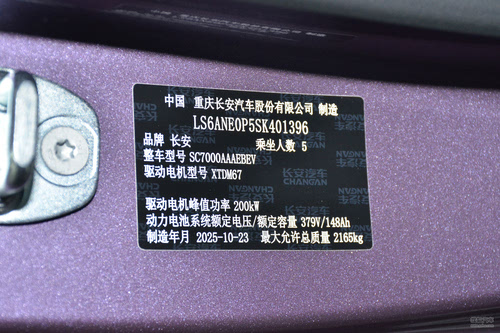 中国 重庆长安汽车股份有限公司 制造
LS6ANE0P5SK401396
品牌 长安 乘坐人数 5
整车型号 SC7000AAAEBEV
驱动电机型号 XTDM67
驱动电机峰值功率 200kW
动力电池系统额定电压/额定容量 379V/148Ah
制造年月 2025-10-23 最大允许总质量 2165kg